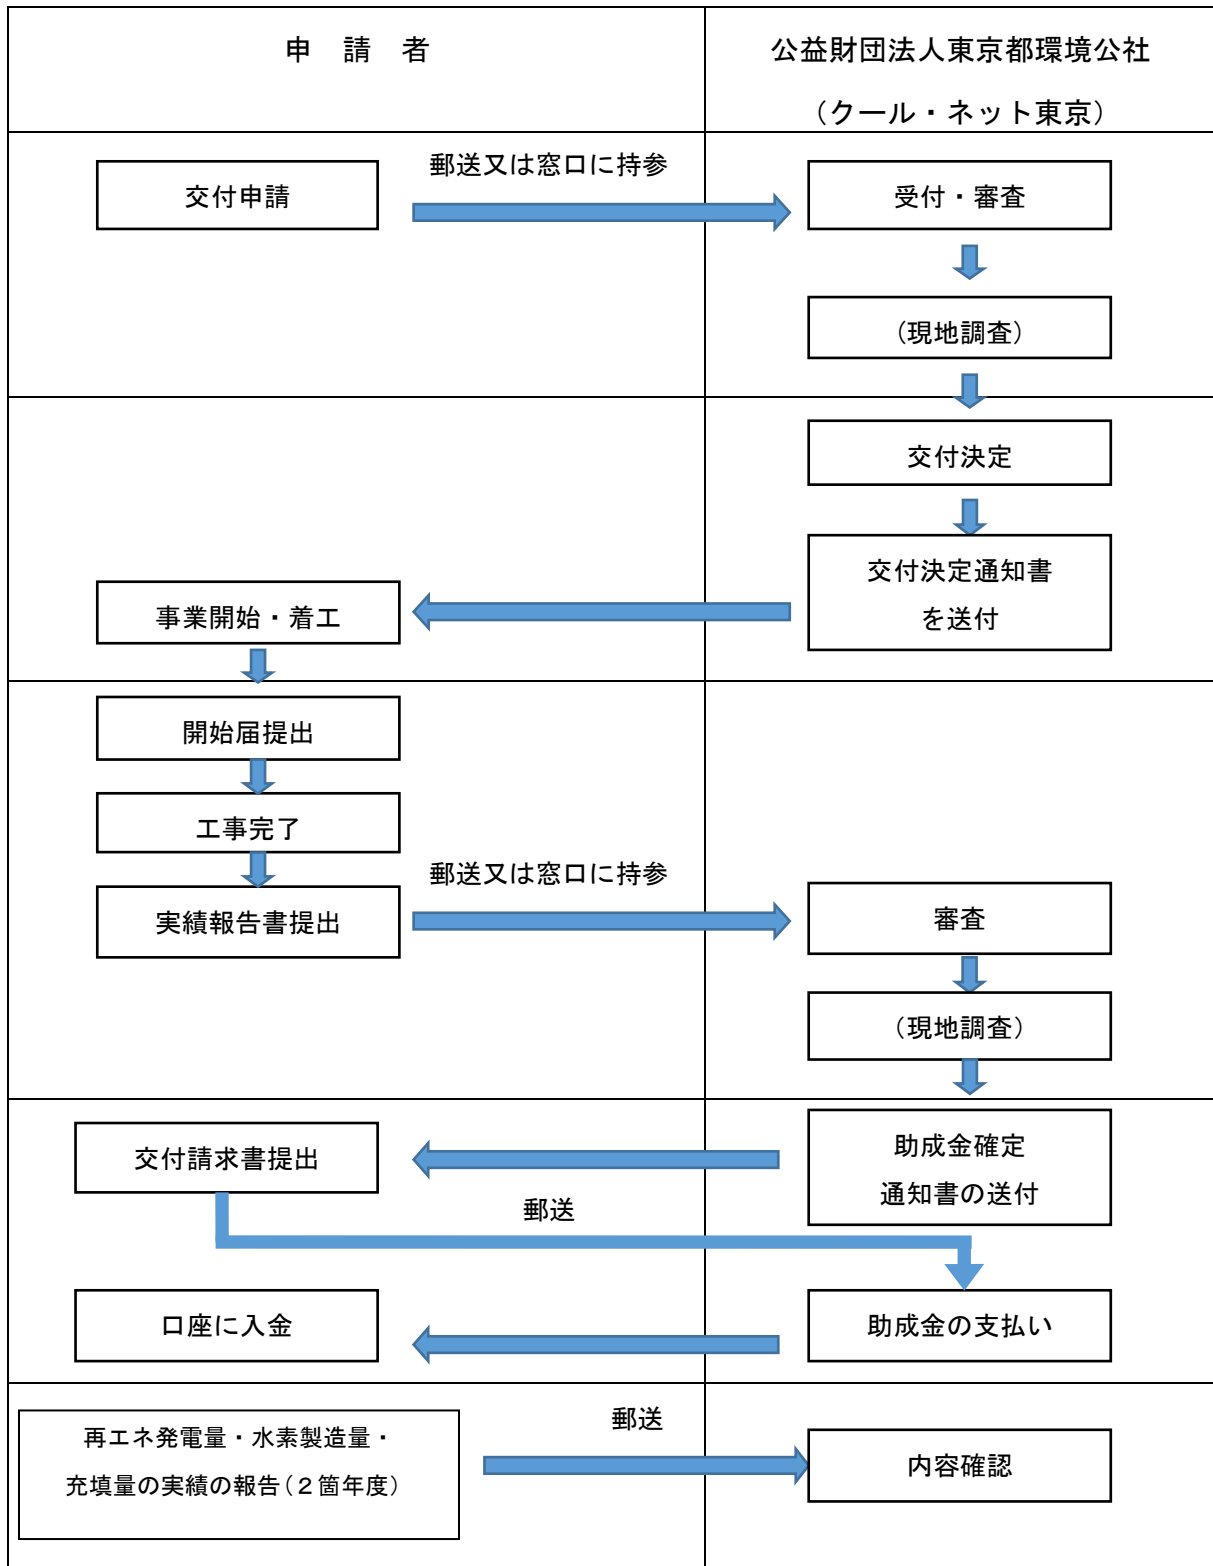 申　請　者
公益財団法人東京都環境公社
（クール・ネット東京）
郵送又は窓口に持参
交付申請
受付・審査
（現地調査）
交付決定
交付決定通知書
を送付
事業開始・着工
開始届提出
工事完了
郵送又は窓口に持参
実績報告書提出
審査
（現地調査）
助成金確定
通知書の送付
交付請求書提出
郵送
口座に入金
助成金の支払い
郵送
再エネ発電量・水素製造量・
充填量の実績の報告（２箇年度）
内容確認